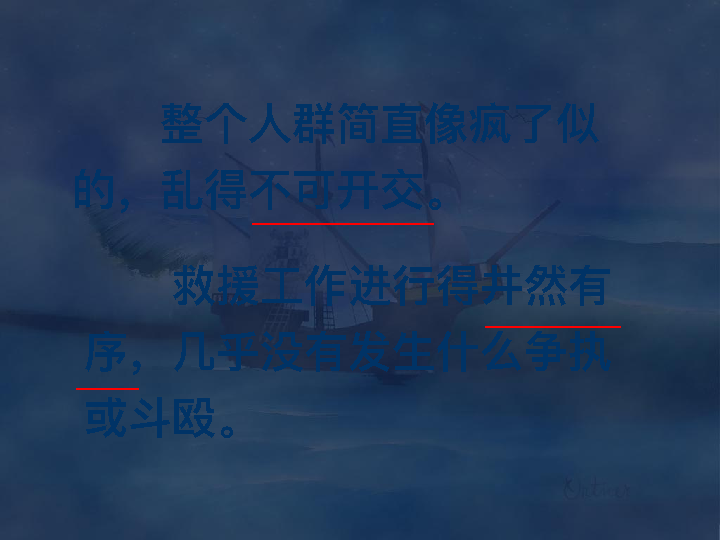 整个人群简直像疯了似
的，乱得不可开交。
救援工作进行得井然有
序，几乎没有发生什么争执
或斗殴。